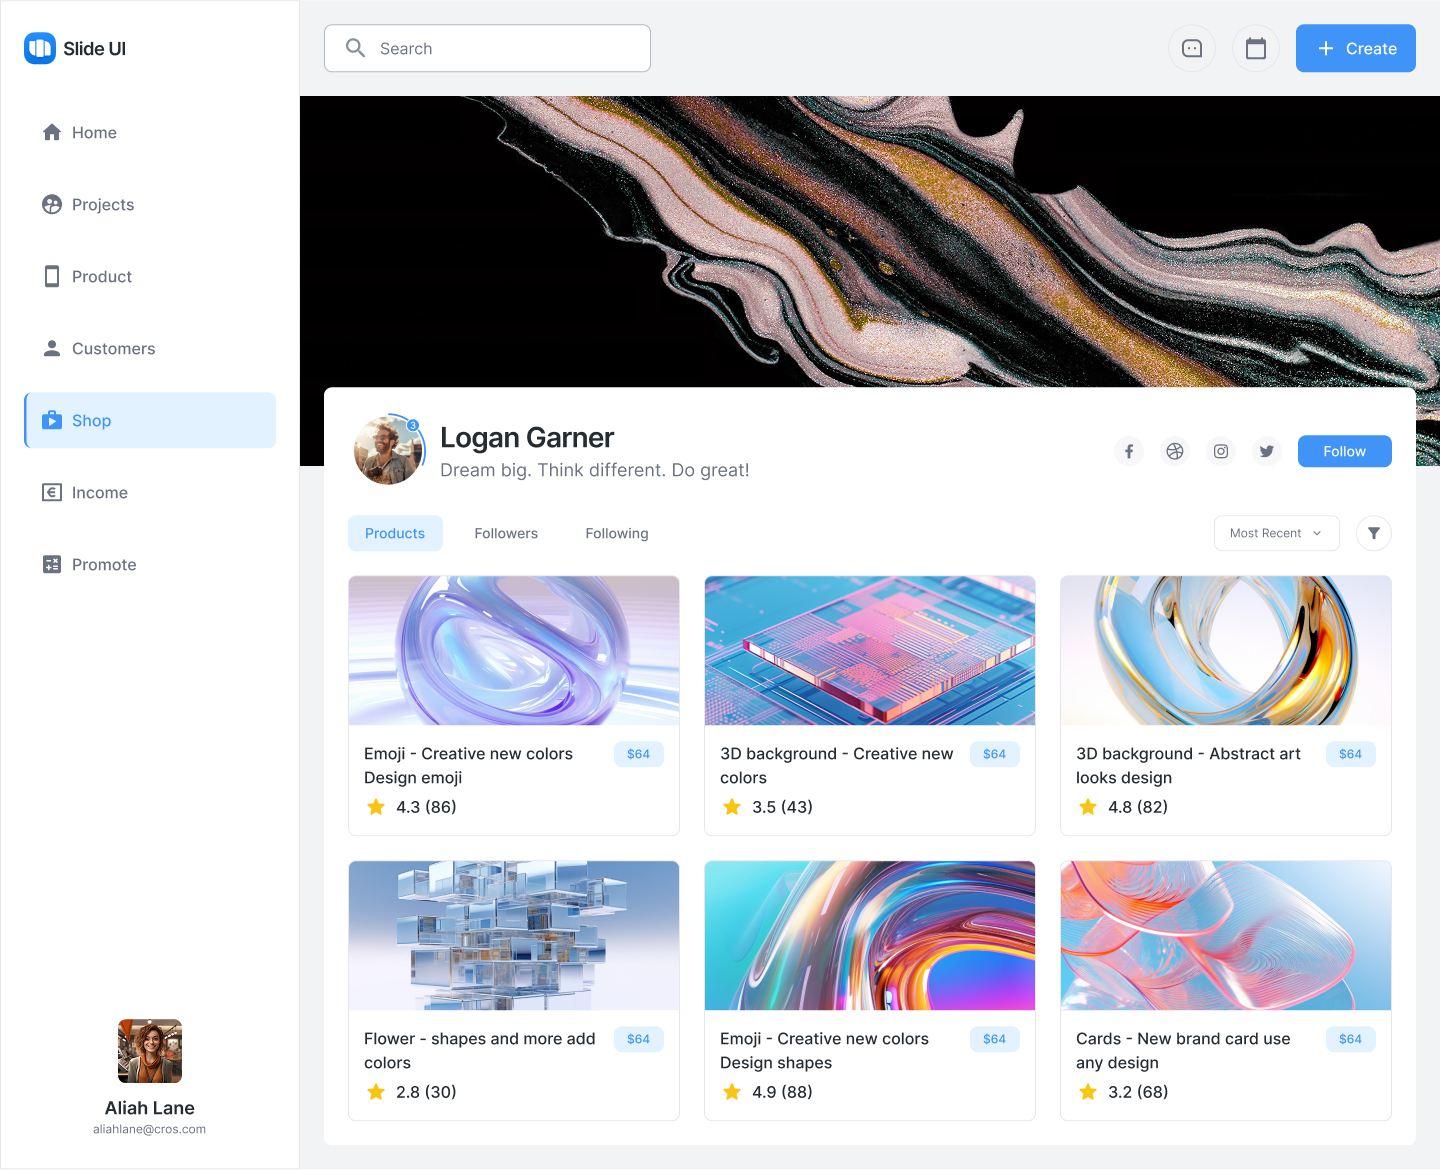 Slide UI
Search
Create
Home
Projects
Product
Customers
Shop
Income
Promote
Aliah Lane
aliahlane@cros.com
3
Logan Garner
Dream big. Think different. Do great!
Follow
Products
Followers
Following
Most Recent
Emoji - Creative new colors
Design emoji
$64
4.3 (86)
3D background - Creative new
colors
$64
3.5 (43)
3D background - Abstract art
looks design
$64
4.8 (82)
Flower - shapes and more add
colors
$64
2.8 (30)
Emoji - Creative new colors
Design shapes
$64
4.9 (88)
Cards - New brand card use
any design
$64
3.2 (68)